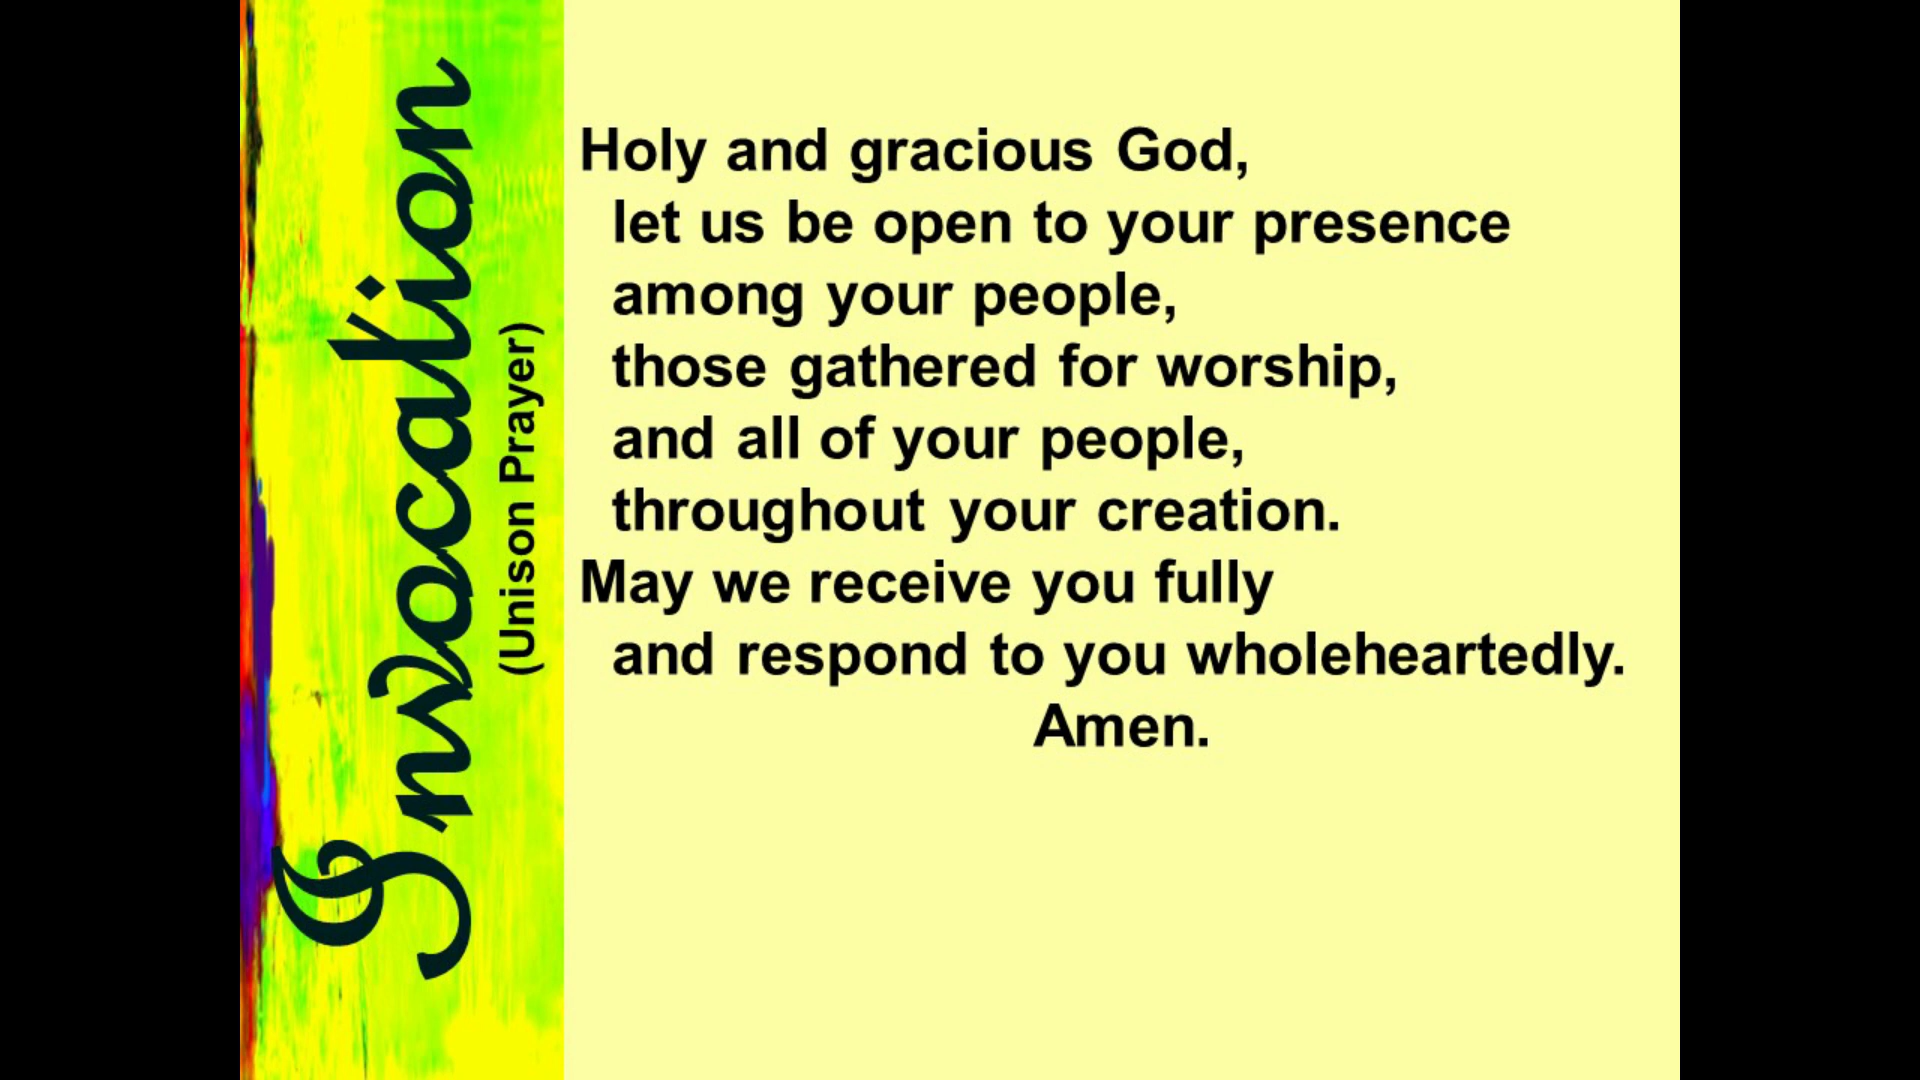 Invocation
(Unison Prayer)
Holy and gracious God,
let us be open to your presence
among your people,
those gathered for worship,
and all of your people,
throughout your creation.
May we receive you fully
and respond to you wholeheartedly.
Amen.